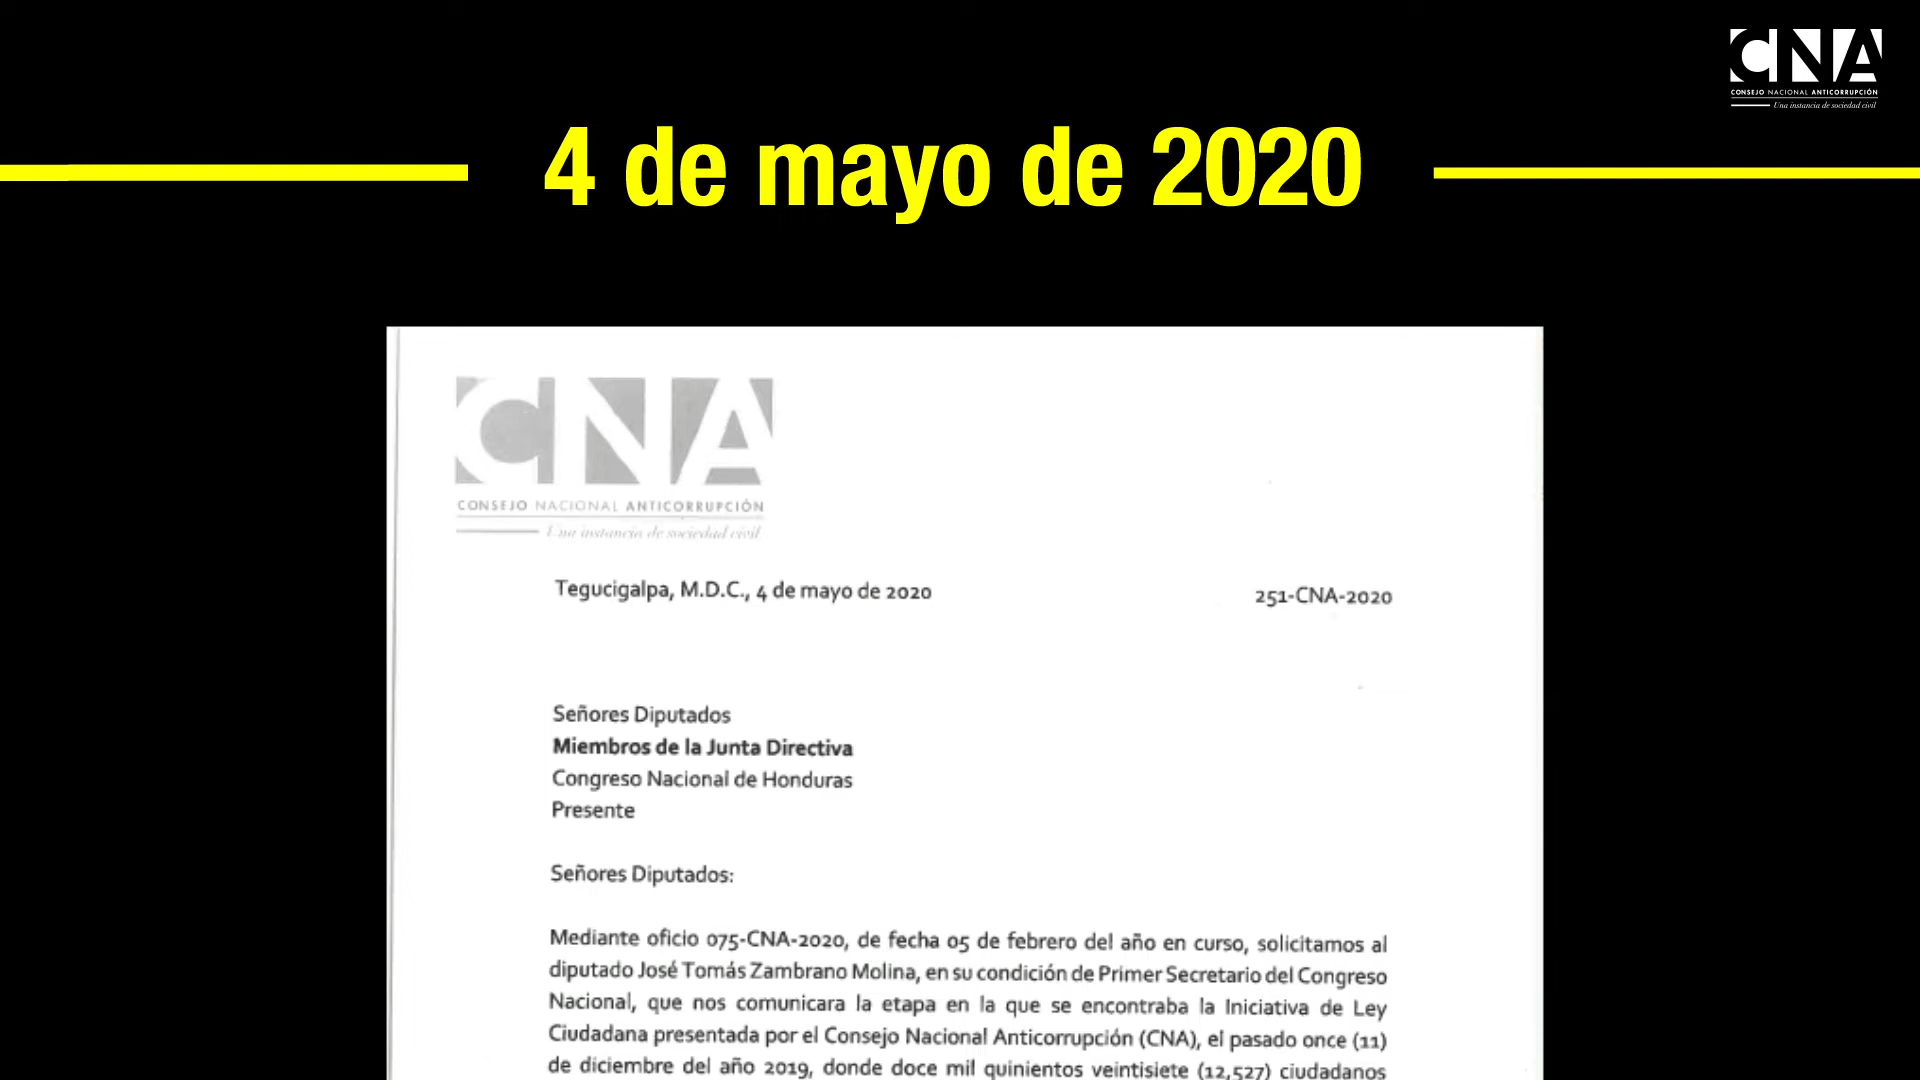 CNA
CONSEJO NACIONAL ANTICORRUPCIÓN
Una instancia de sociedad civil
4 de mayo de 2020
CNA
CONSEJO NACIONAL ANTICORRUPCIÓN
Una instancia de sociedad civil
Tegucigalpa, M.D.C., 4 de mayo de 2020 251-CNA-2020
Señores Diputados
Miembros de la Junta Directiva
Congreso Nacional de Honduras
Presente
Señores Diputados:
Mediante oficio 075-CNA-2020, de fecha 05 de febrero del año en curso, solicitamos al
diputado José Tomás Zambrano Molina, en su condición de Primer Secretario del Congreso
Nacional, que nos comunicara la etapa en la que se encontraba la Iniciativa de Ley
Ciudadana presentada por el Consejo Nacional Anticorrupción (CNA), el pasado once (11)
de diciembre del año 2019, donde doce mil quinientos veintisiete (12,527) ciudadanos